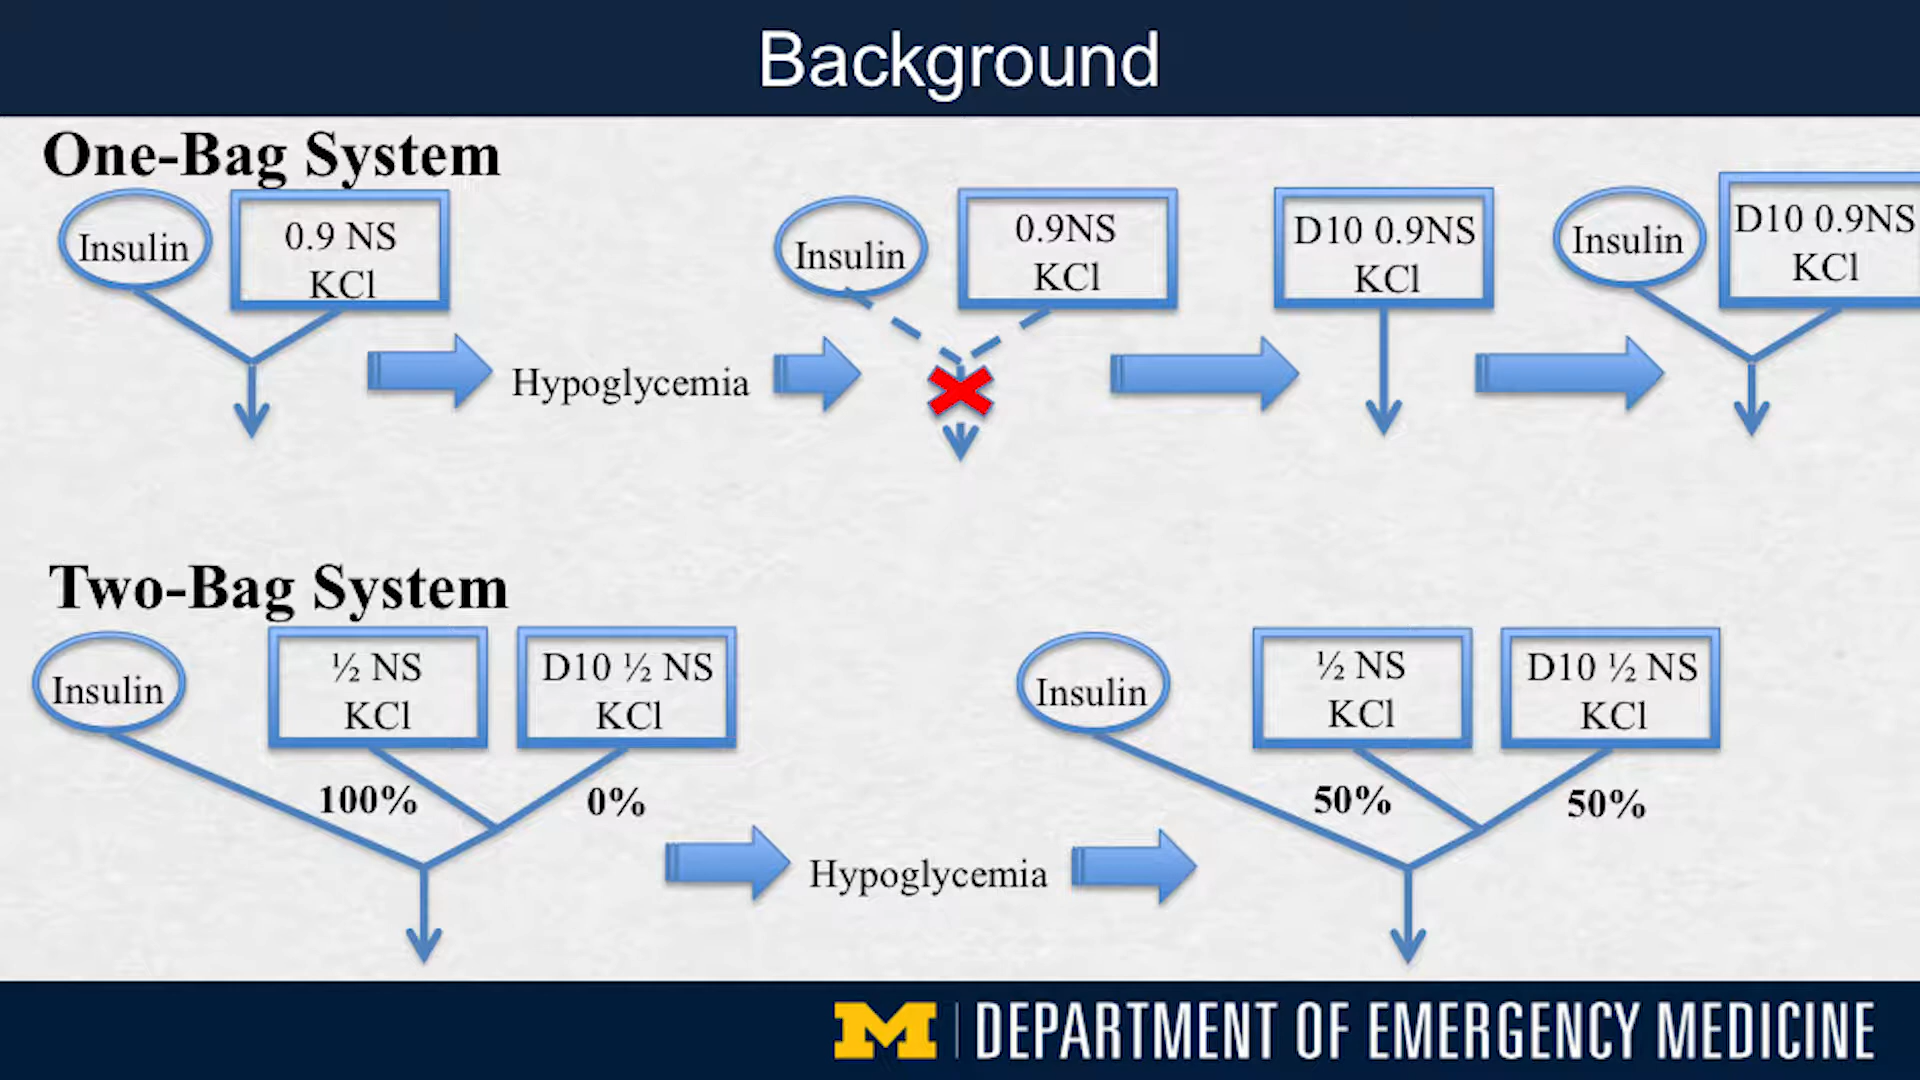 Background
One-Bag System
Insulin
0.9 NS
KCl
Hypoglycemia
Insulin
0.9NS
KCl
D10 0.9NS
KCl
Insulin
D10 0.9NS
KCl
Two-Bag System
Insulin
½ NS
KCl
D10 ½ NS
KCl
100%
0%
Hypoglycemia
Insulin
½ NS
KCl
D10 ½ NS
KCl
50%
50%
M DEPARTMENT OF EMERGENCY MEDICINE